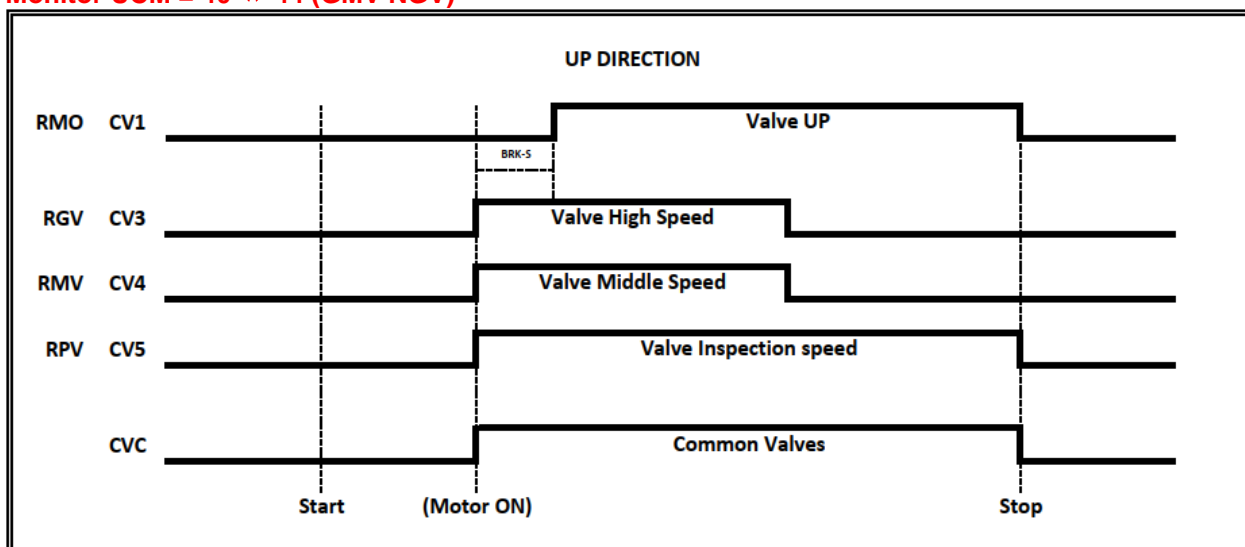 UP DIRECTION
RMO CV1 Valve UP
BRK-S
RGV CV3 Valve High Speed
RMV CV4 Valve Middle Speed
RPV CV5 Valve Inspection speed
CVC Common Valves
Start (Motor ON) Stop